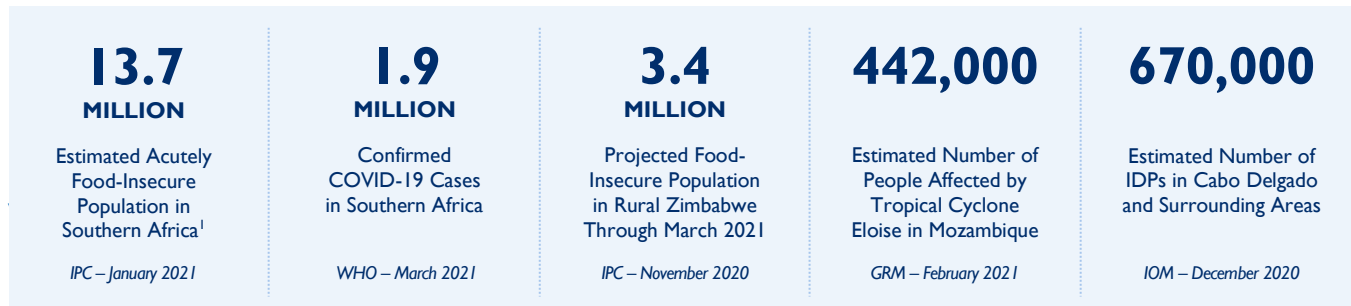 13.7
MILLION
Estimated Acutely
Food-Insecure
Population in
Southern Africa¹
IPC – January 2021
1.9
MILLION
Confirmed
COVID-19 Cases
in Southern Africa
WHO – March 2021
3.4
MILLION
Projected Food-
Insecure Population
in Rural Zimbabwe
Through March 2021
IPC – November 2020
442,000
Estimated Number of
People Affected by
Tropical Cyclone
Eloise in Mozambique
GRM – February 2021
670,000
Estimated Number of
IDPs in Cabo Delgado
and Surrounding Areas
IOM – December 2020